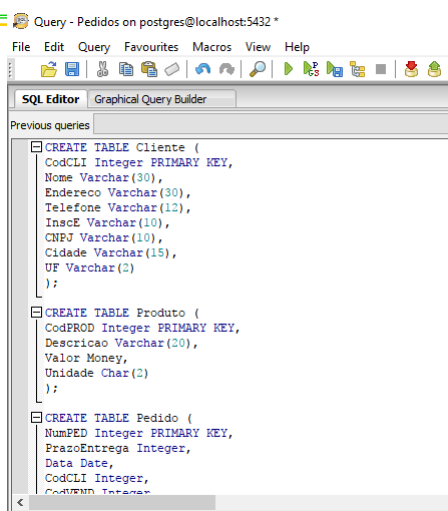 Query - Pedidos on postgres@localhost:5432 *
File Edit Query Favourites Macros View Help
SQL Editor Graphical Query Builder
Previous queries
CREATE TABLE Cliente (
CodCLI Integer PRIMARY KEY,
Nome Varchar(30),
Endereco Varchar(30),
Telefone Varchar(12),
InscE Varchar(10),
CNPJ Varchar(10),
Cidade Varchar(15),
UF Varchar(2)
);
CREATE TABLE Produto (
CodPROD Integer PRIMARY KEY,
Descricao Varchar(20),
Valor Money,
Unidade Char(2)
);
CREATE TABLE Pedido (
NumPED Integer PRIMARY KEY,
PrazoEntrega Integer,
Data Date,
CodCLI Integer,
CodVEND Integer